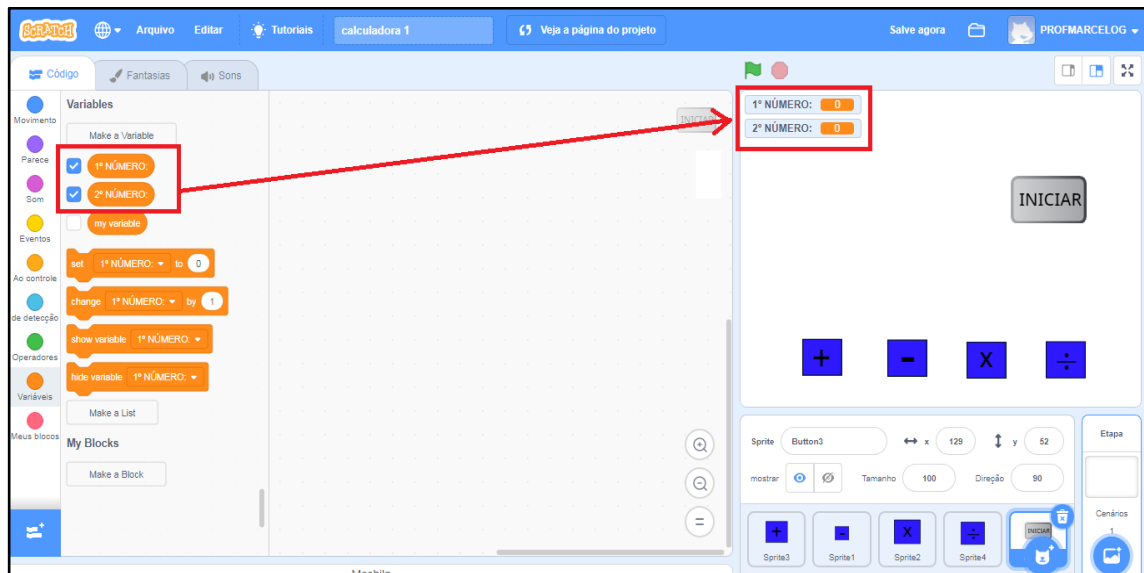 SCRATCH Arquivo Editar Tutoriais calculadora 1 Veja a página do projeto Salve agora PROFMARCELOG
Código Fantasias Sons
Movimento
Parece
Som
Eventos
Ao controle
de detecção
Operadores
Variáveis
Meus blocos
Variables
Make a Variable
1º NÚMERO:
2º NÚMERO:
my variable
set 1º NÚMERO: to 0
change 1º NÚMERO: by 1
show variable 1º NÚMERO:
hide variable 1º NÚMERO:
Make a List
My Blocks
Make a Block
INICIAR
1º NÚMERO: 0
2º NÚMERO: 0
INICIAR
+ - X ÷
Sprite Button3 x 129 y 52
mostrar Tamanho 100 Direção 90
+ - X ÷ INICIAR
Sprite3 Sprite1 Sprite2 Sprite4
Etapa
Cenários
1
Mochila